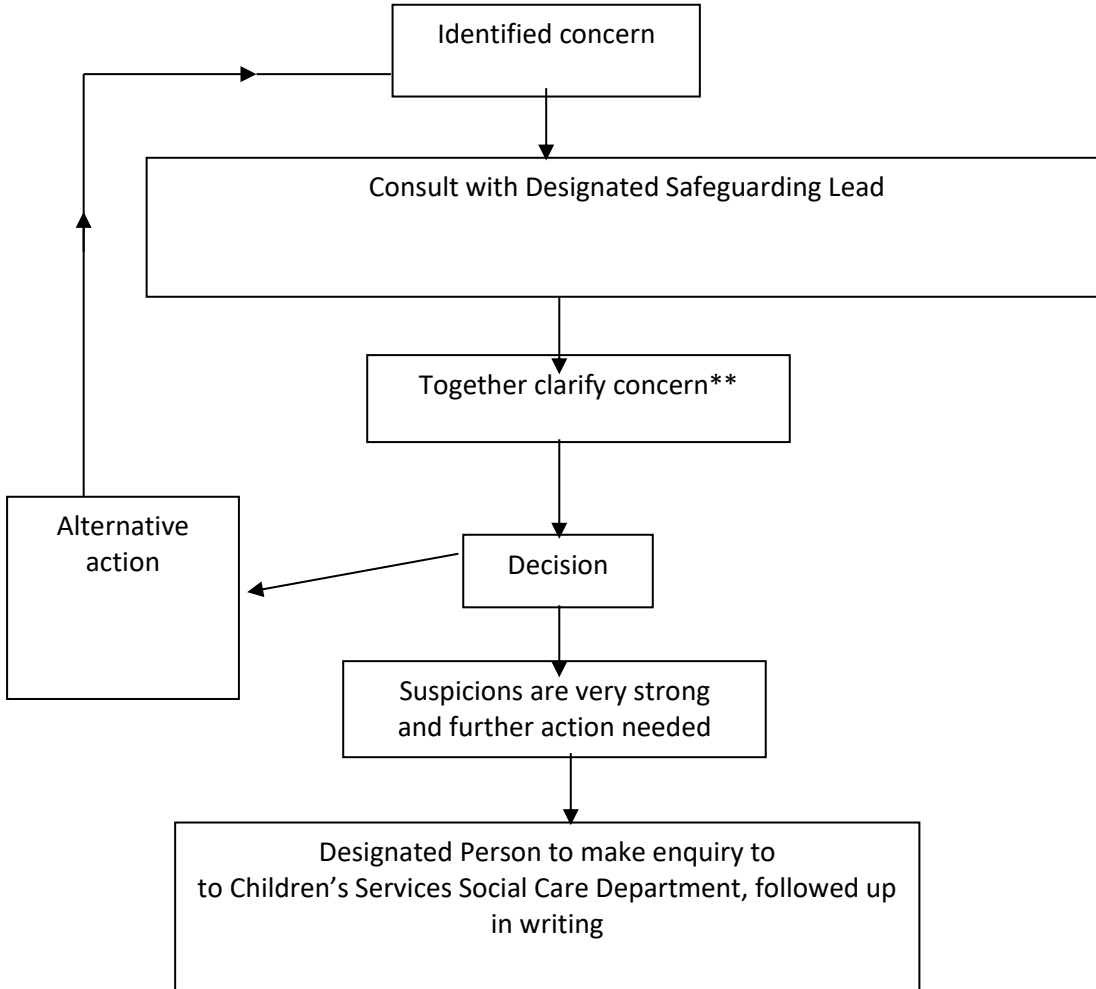 Identified concern
Consult with Designated Safeguarding Lead
Together clarify concern**
Alternative
action
Decision
Suspicions are very strong
and further action needed
Designated Person to make enquiry to
to Children’s Services Social Care Department, followed up
in writing